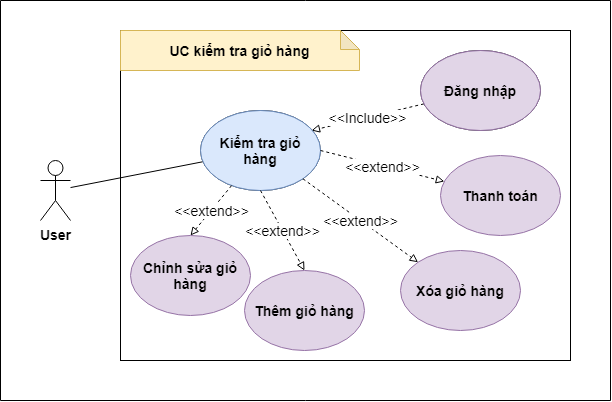 UC kiểm tra giỏ hàng
Đăng nhập
<<Include>>
Kiểm tra giỏ
hàng
<<extend>>
Thanh toán
User
<<extend>>
<<extend>>
<<extend>>
Chỉnh sửa giỏ
hàng
Thêm giỏ hàng
Xóa giỏ hàng